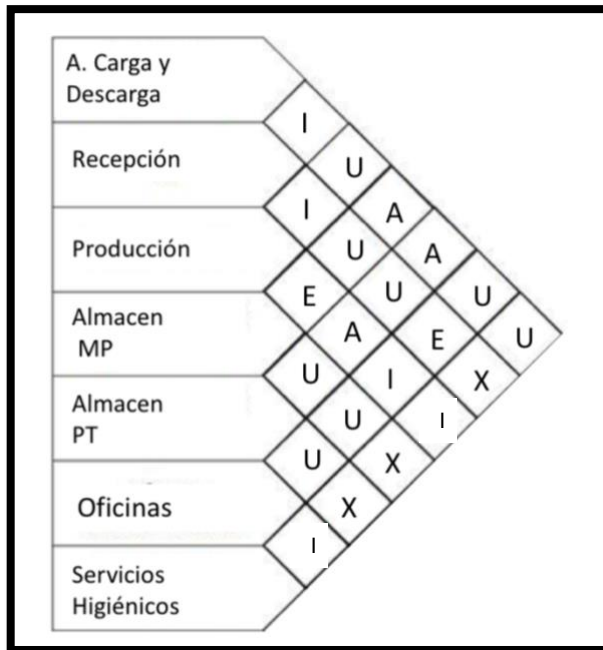 A. Carga y
Descarga
I
Recepción
U
I A
Producción
U A
E U U
Almacen
MP
A E U
U I X
Almacen
PT
U I
U X
Oficinas
X
I
Servicios
Higiénicos